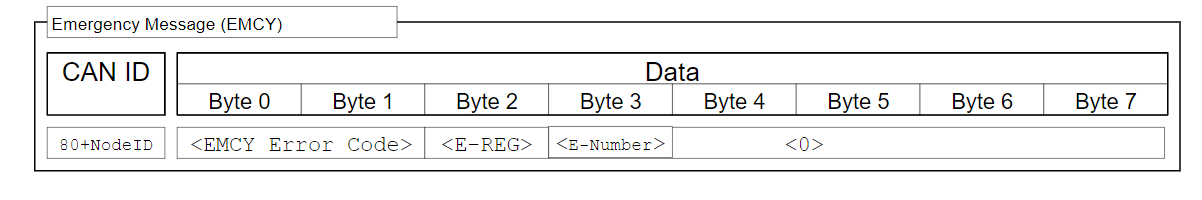 Emergency Message (EMCY)
CAN ID Data
Byte 0 Byte 1 Byte 2 Byte 3 Byte 4 Byte 5 Byte 6 Byte 7
80+NodeID <EMCY Error Code> <E-REG> <E-Number> <0>